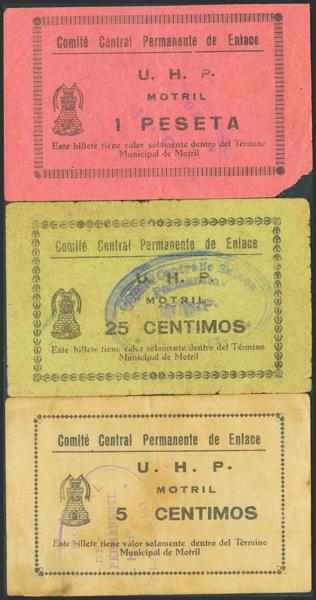 Comité Central Permanente de Enlace
U. H. P.
MOTRIL
1 PESETA
Este billete tiene valor solamente dentro del Término
Municipal de Motril
Comité Central Permanente de Enlace
U. H. P.
MOTRIL
25 CENTIMOS
Este billete tiene valor solamente dentro del Término
Municipal de Motril
Comité Central Permanente de Enlace
U. H. P.
MOTRIL
5 CENTIMOS
Este billete tiene valor solamente dentro del Término
Municipal de Motril